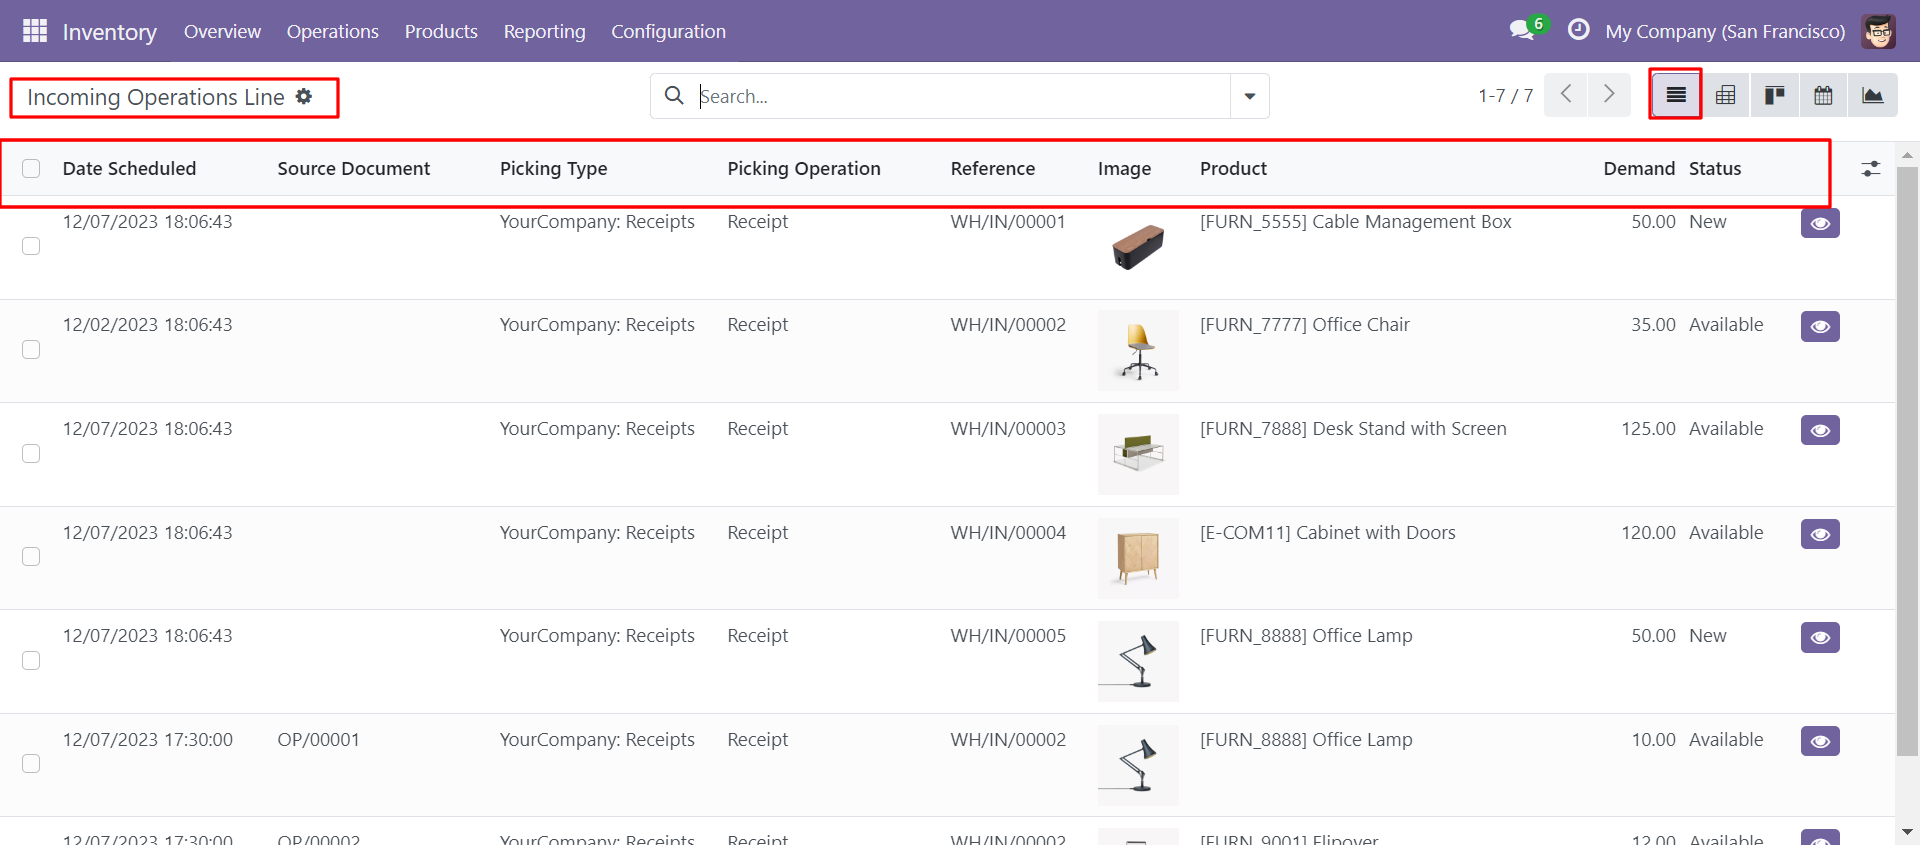 Inventory Overview Operations Products Reporting Configuration 6 My Company (San Francisco)
Incoming Operations Line Search... 1-7 / 7
Date Scheduled Source Document Picking Type Picking Operation Reference Image Product Demand Status
12/07/2023 18:06:43 YourCompany: Receipts Receipt WH/IN/00001 [FURN_5555] Cable Management Box 50.00 New
12/02/2023 18:06:43 YourCompany: Receipts Receipt WH/IN/00002 [FURN_7777] Office Chair 35.00 Available
12/07/2023 18:06:43 YourCompany: Receipts Receipt WH/IN/00003 [FURN_7888] Desk Stand with Screen 125.00 Available
12/07/2023 18:06:43 YourCompany: Receipts Receipt WH/IN/00004 [E-COM11] Cabinet with Doors 120.00 Available
12/07/2023 18:06:43 YourCompany: Receipts Receipt WH/IN/00005 [FURN_8888] Office Lamp 50.00 New
12/07/2023 17:30:00 OP/00001 YourCompany: Receipts Receipt WH/IN/00002 [FURN_8888] Office Lamp 10.00 Available
12/07/2023 17:30:00 OP/00002 YourCompany: Receipts Receipt WH/IN/00002 [FURN_9001] Flipover 12.00 Available